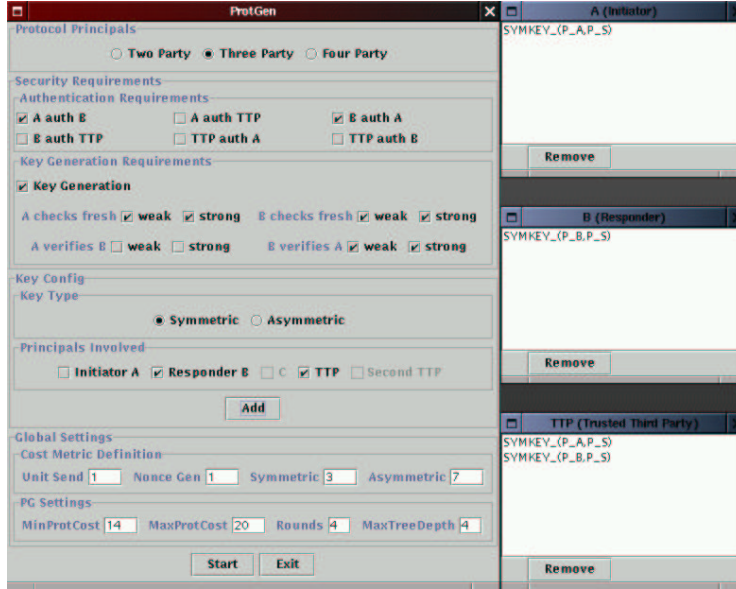 ProtGen
Protocol Principals
Two Party Three Party Four Party
Security Requirements
Authentication Requirements
A auth B A auth TTP B auth A
B auth TTP TTP auth A TTP auth B
Key Generation Requirements
Key Generation
A checks fresh weak strong B checks fresh weak strong
A verifies B weak strong B verifies A weak strong
Key Config
Key Type
Symmetric Asymmetric
Principals Involved
Initiator A Responder B C TTP Second TTP
Add
Global Settings
Cost Metric Definition
Unit Send 1 Nonce Gen 1 Symmetric 3 Asymmetric 7
PG Settings
MinProtCost 14 MaxProtCost 20 Rounds 4 MaxTreeDepth 4
Start Exit
A (Initiator)
SYMKEY_(P_A,P_S)
Remove
B (Responder)
SYMKEY_(P_B,P_S)
Remove
TTP (Trusted Third Party)
SYMKEY_(P_A,P_S)
SYMKEY_(P_B,P_S)
Remove